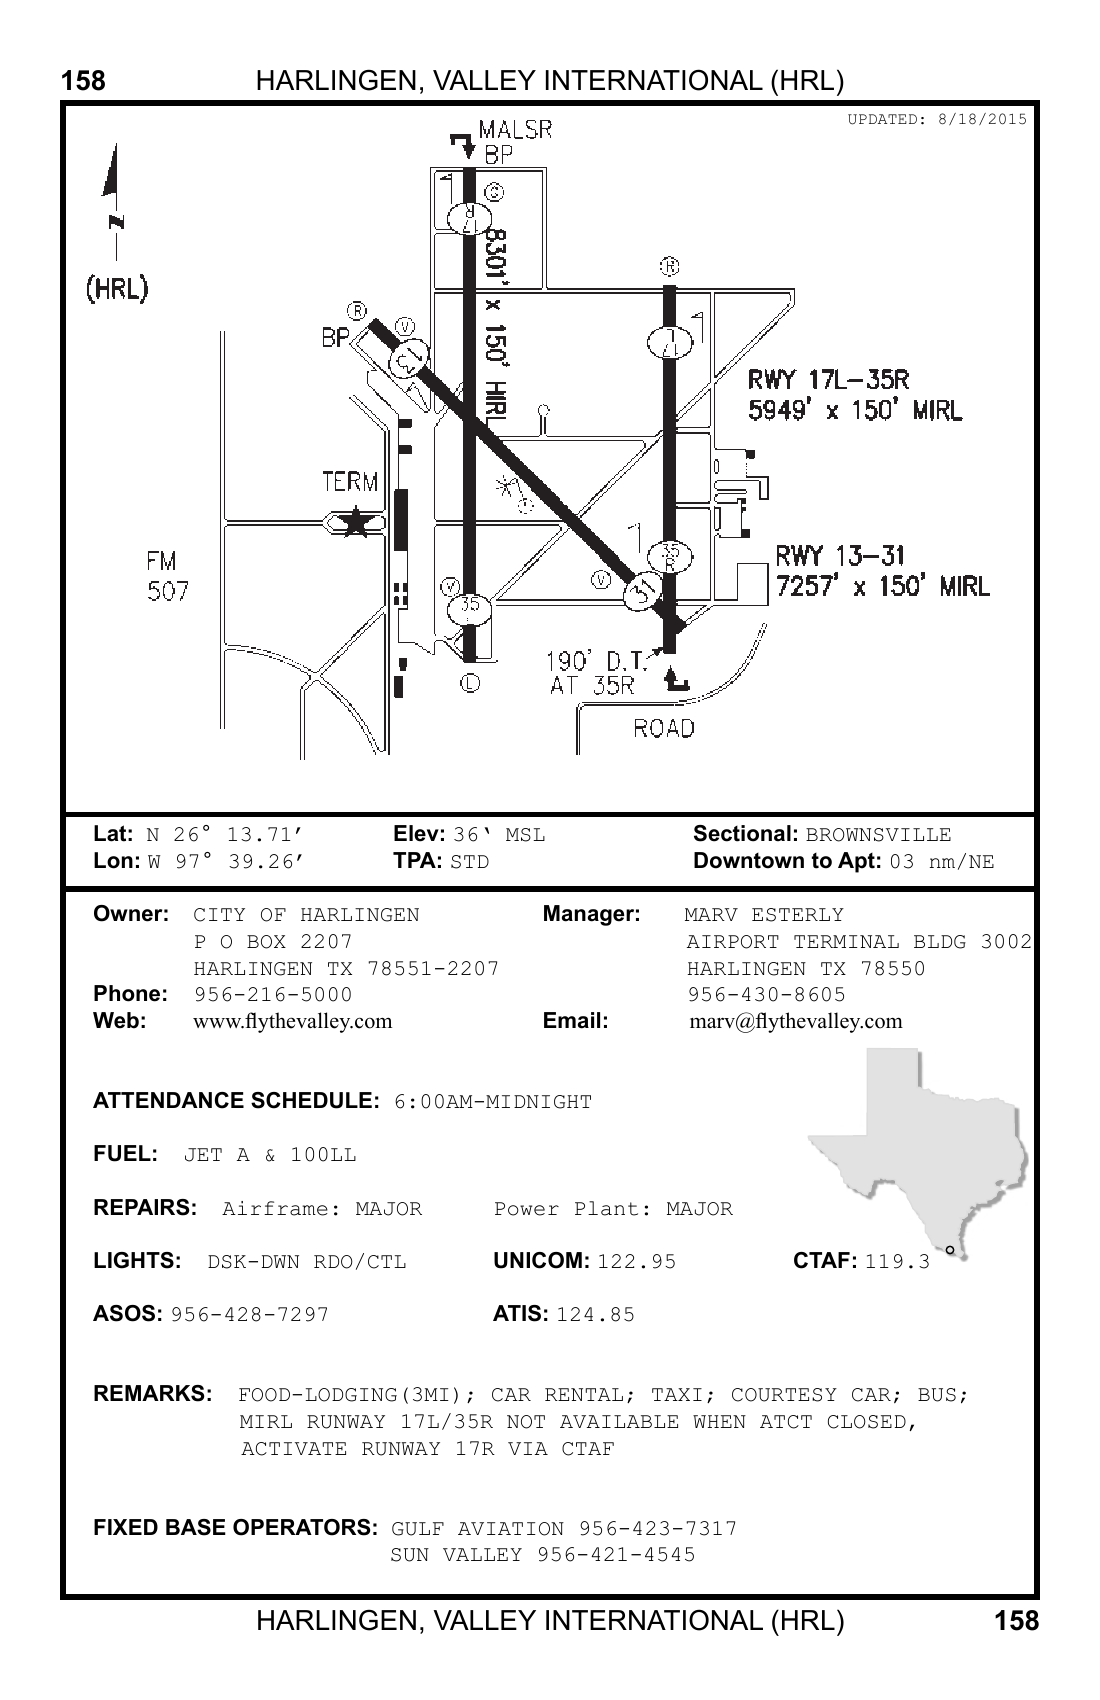 158 HARLINGEN, VALLEY INTERNATIONAL (HRL)
UPDATED: 8/18/2015
MALSR
BP
G
17
R
8301' x 150' HIRL
(HRL)
R
R
V
BP
13
17
L
RWY 17L-35R
5949' x 150' MIRL
TERM
FM
507
35
R
RWY 13-31
7257' x 150' MIRL
V
V
31
35
L
190' D.T.
AT 35R
ROAD
Lat: N 26° 13.71’ Elev: 36‘ MSL Sectional: BROWNSVILLE
Lon: W 97° 39.26’ TPA: STD Downtown to Apt: 03 nm/NE
Owner: CITY OF HARLINGEN Manager: MARV ESTERLY
P O BOX 2207 AIRPORT TERMINAL BLDG 3002
HARLINGEN TX 78551-2207 HARLINGEN TX 78550
Phone: 956-216-5000 956-430-8605
Web: www.flythevalley.com Email: marv@flythevalley.com
ATTENDANCE SCHEDULE: 6:00AM-MIDNIGHT
FUEL: JET A & 100LL
REPAIRS: Airframe: MAJOR Power Plant: MAJOR
LIGHTS: DSK-DWN RDO/CTL UNICOM: 122.95 CTAF: 119.3
ASOS: 956-428-7297 ATIS: 124.85
REMARKS: FOOD-LODGING(3MI); CAR RENTAL; TAXI; COURTESY CAR; BUS;
MIRL RUNWAY 17L/35R NOT AVAILABLE WHEN ATCT CLOSED,
ACTIVATE RUNWAY 17R VIA CTAF
FIXED BASE OPERATORS: GULF AVIATION 956-423-7317
SUN VALLEY 956-421-4545
HARLINGEN, VALLEY INTERNATIONAL (HRL) 158